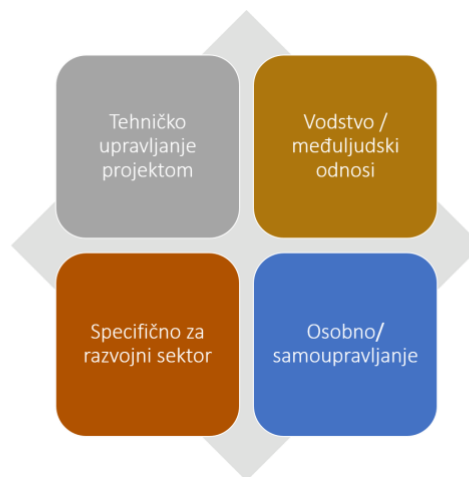 Tehničko
upravljanje
projektom
Vodstvo /
međuljudski
odnosi
Specifično za
razvojni sektor
Osobno/
samoupravljanje